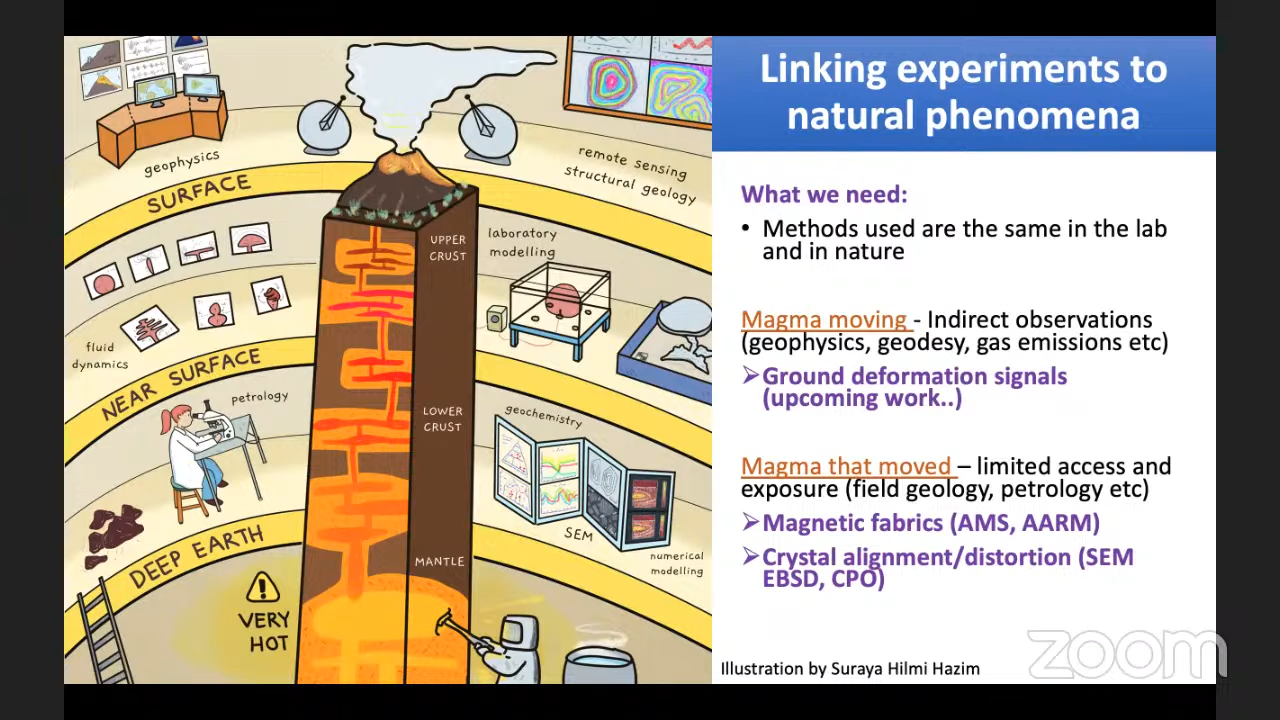 geophysics
SURFACE
remote sensing
structural geology
fluid
dynamics
NEAR SURFACE
UPPER
CRUST
laboratory
modelling
petrology
LOWER
CRUST
geochemistry
SEM
numerical
modelling
DEEP EARTH
MANTLE
VERY
HOT
Linking experiments to
natural phenomena
What we need:
• Methods used are the same in the lab
and in nature
Magma moving - Indirect observations
(geophysics, geodesy, gas emissions etc)
➢Ground deformation signals
(upcoming work..)
Magma that moved – limited access and
exposure (field geology, petrology etc)
➢Magnetic fabrics (AMS, AARM)
➢Crystal alignment/distortion (SEM
EBSD, CPO)
Illustration by Suraya Hilmi Hazim
zoom